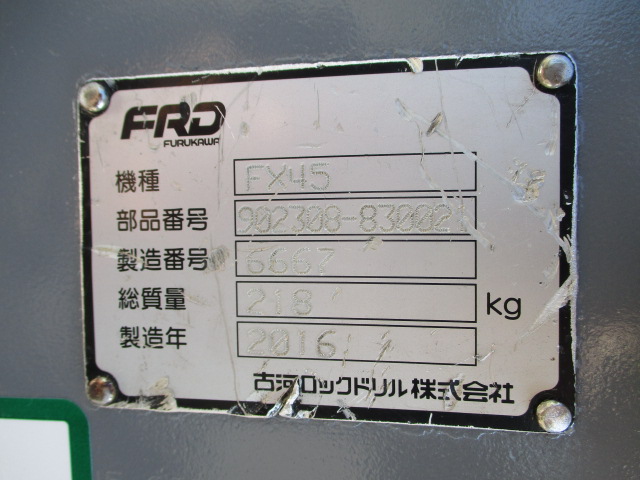 FRD
FURUKAWA
機種 FX45
部品番号 902308-83002
製造番号 6667
総質量 218 kg
製造年 2016
古河ロックドリル株式会社